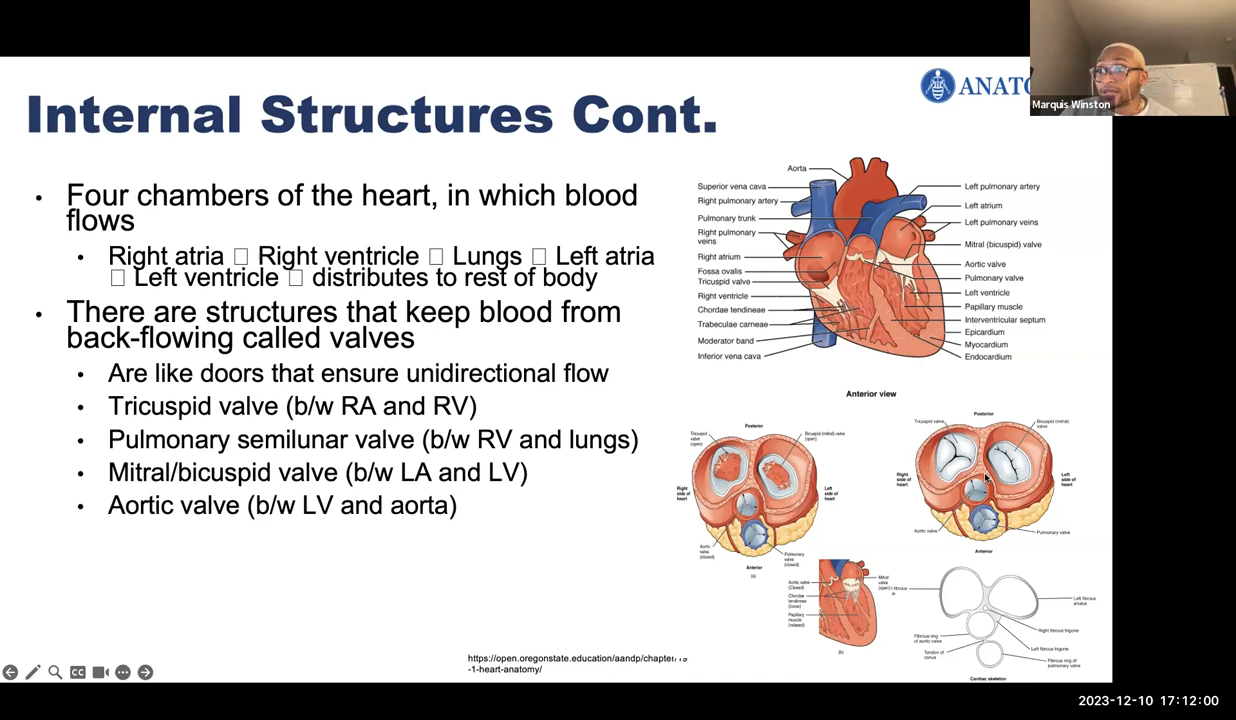 ANATO
Marquis Winston
Internal Structures Cont.
• Four chambers of the heart, in which blood
flows
• Right atria □ Right ventricle □ Lungs □ Left atria
□ Left ventricle □ distributes to rest of body
• There are structures that keep blood from
back-flowing called valves
• Are like doors that ensure unidirectional flow
• Tricuspid valve (b/w RA and RV)
• Pulmonary semilunar valve (b/w RV and lungs)
• Mitral/bicuspid valve (b/w LA and LV)
• Aortic valve (b/w LV and aorta)
Aorta
Superior vena cava
Right pulmonary artery
Pulmonary trunk
Right pulmonary
veins
Right atrium
Fossa ovalis
Tricuspid valve
Right ventricle
Chordae tendineae
Trabeculae carneae
Moderator band
Inferior vena cava
Left pulmonary artery
Left atrium
Left pulmonary veins
Mitral (bicuspid) valve
Aortic valve
Pulmonary valve
Left ventricle
Papillary muscle
Interventricular septum
Epicardium
Myocardium
Endocardium
Anterior view
Posterior
Tricuspid
valve
(open)
Bicuspid (mitral) valve
(open)
Right
side of
heart
Left
side of
heart
Aortic
valve
(closed)
Pulmonary
valve
(closed)
Anterior
(a)
Posterior
Tricuspid valve
Bicuspid (mitral)
valve
Right
side of
heart
Left
side of
heart
Aortic valve
Pulmonary valve
Anterior
Aortic valve
(Closed)
Chordae
tendineae
(loose)
Papillary
muscle
(relaxed)
Mitral
valve
(open)
(b)
fibrous
Left fibrous
anulus
Right fibrous trigone
Left fibrous trigone
Fibrous ring of
pulmonary valve
Fibrous ring
of aortic valve
Tendon of
conus
Cardiac skeleton
https://open.oregonstate.education/aandp/chapter/19
-1-heart-anatomy/
CC
2023-12-10 17:12:00